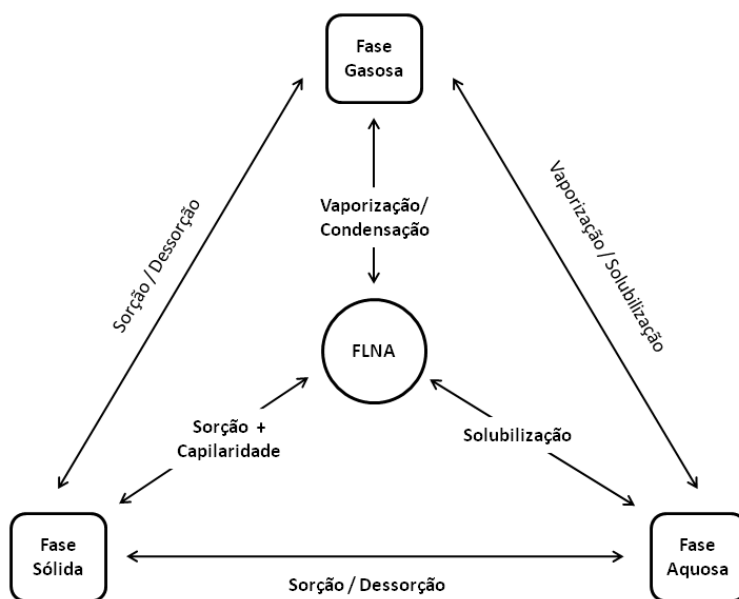 Fase
Gasosa
Sorção / Dessorção
Vaporização/
Condensação
Vaporização / Solubilização
FLNA
Sorção +
Capilaridade
Solubilização
Fase
Sólida
Sorção / Dessorção
Fase
Aquosa